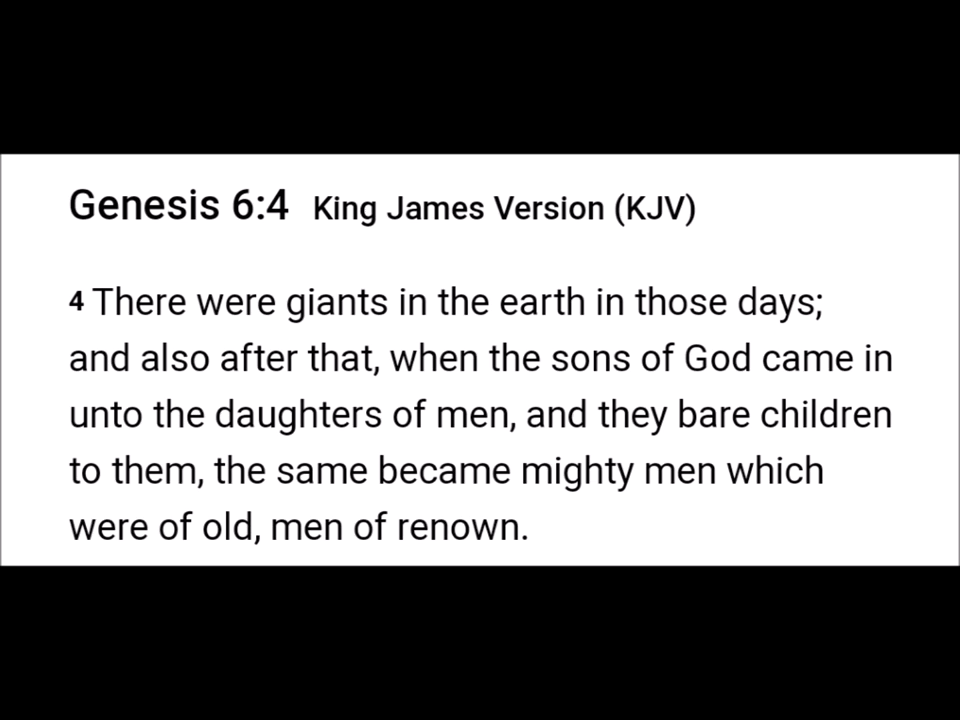 Genesis 6:4 King James Version (KJV)
4 There were giants in the earth in those days;
and also after that, when the sons of God came in
unto the daughters of men, and they bare children
to them, the same became mighty men which
were of old, men of renown.